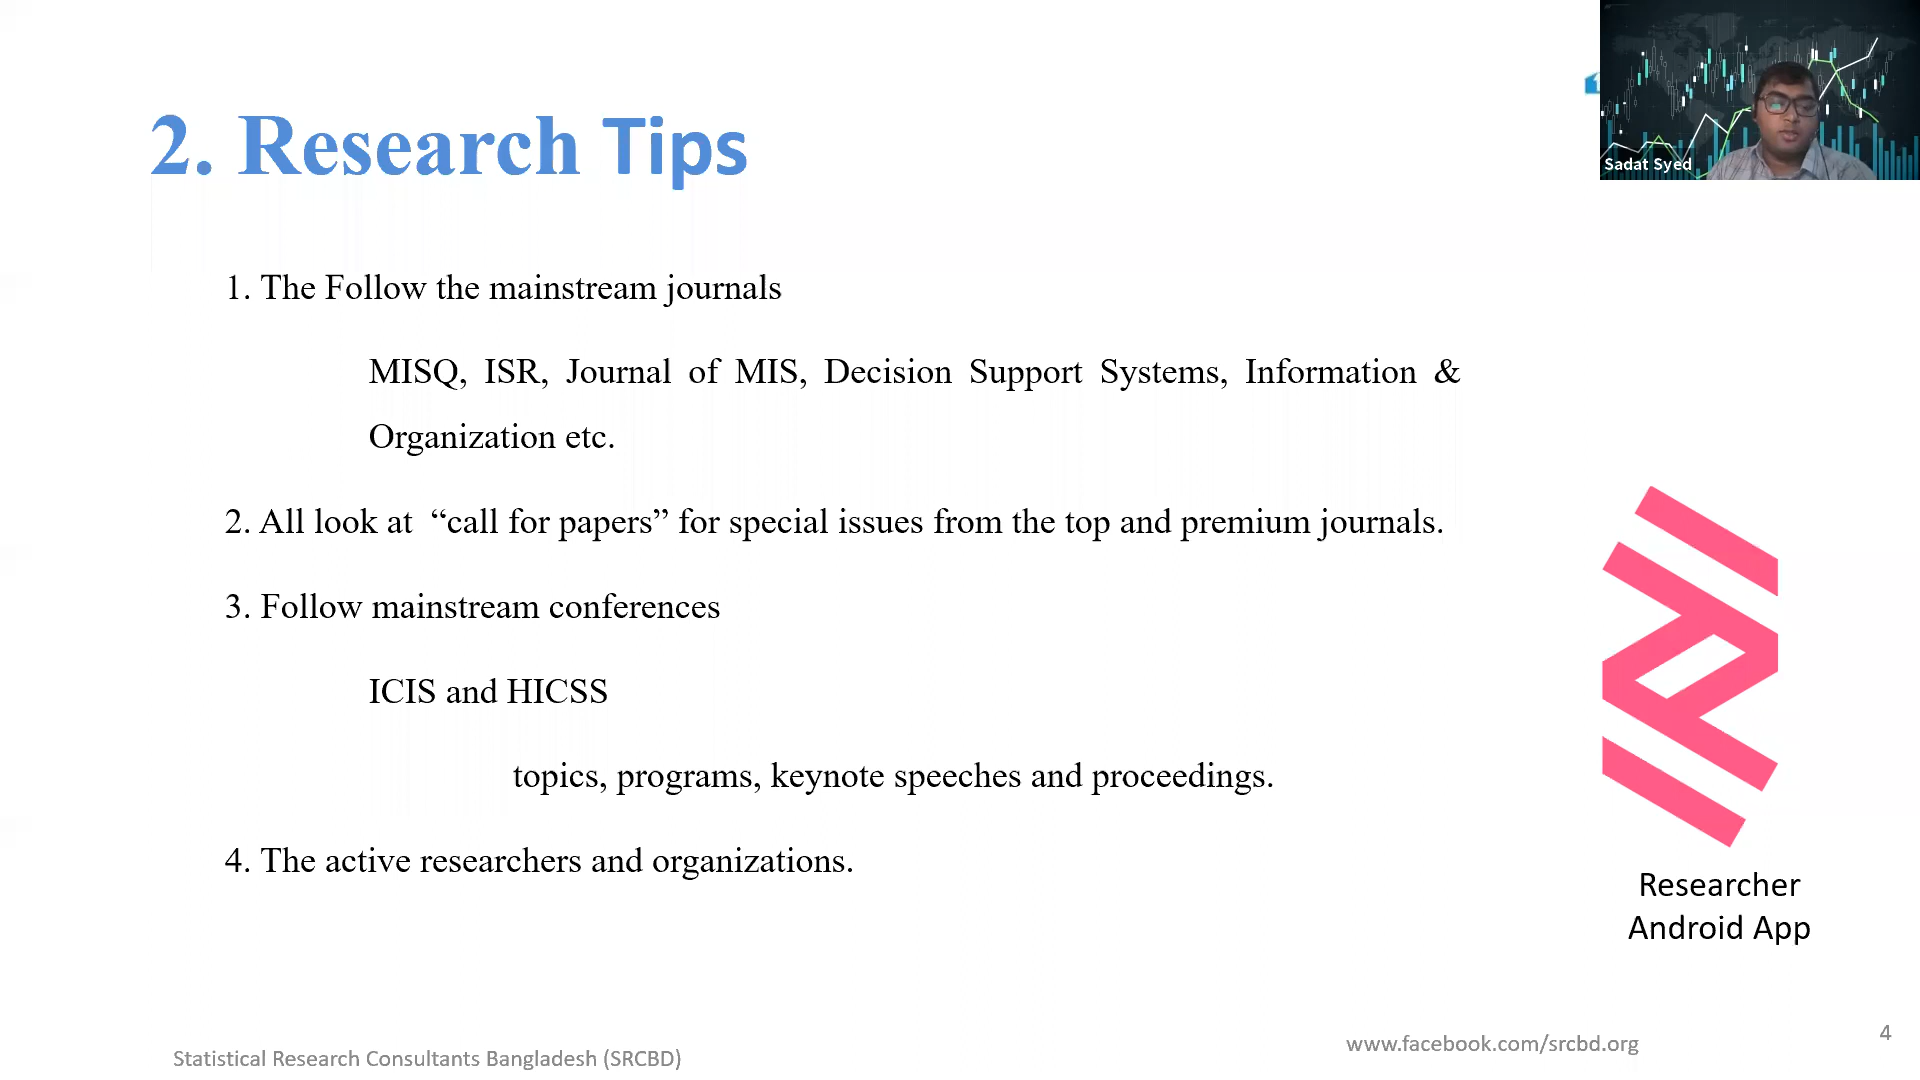 2. Research Tips
Sadat Syed
1. The Follow the mainstream journals
MISQ, ISR, Journal of MIS, Decision Support Systems, Information &
Organization etc.
2. All look at “call for papers” for special issues from the top and premium journals.
3. Follow mainstream conferences
ICIS and HICSS
topics, programs, keynote speeches and proceedings.
4. The active researchers and organizations.
Researcher
Android App
Statistical Research Consultants Bangladesh (SRCBD)
www.facebook.com/srcbd.org
4